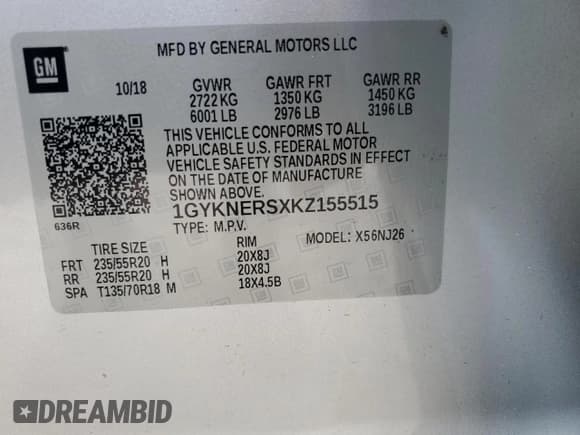 GM
MFD BY GENERAL MOTORS LLC
10/18 GVWR GAWR FRT GAWR RR
2722 KG 1350 KG 1450 KG
6001 LB 2976 LB 3196 LB
THIS VEHICLE CONFORMS TO ALL
APPLICABLE U.S. FEDERAL MOTOR
VEHICLE SAFETY STANDARDS IN EFFECT
ON THE DATE OF MANUFACTURE
SHOWN ABOVE.
636R
1GYKNERSXKZ155515
TYPE: M.P.V. MODEL: X56NJ26
TIRE SIZE RIM
FRT 235/55R20 H 20X8J
RR 235/55R20 H 20X8J
SPA T135/70R18 M 18X4.5B
DREAMBID